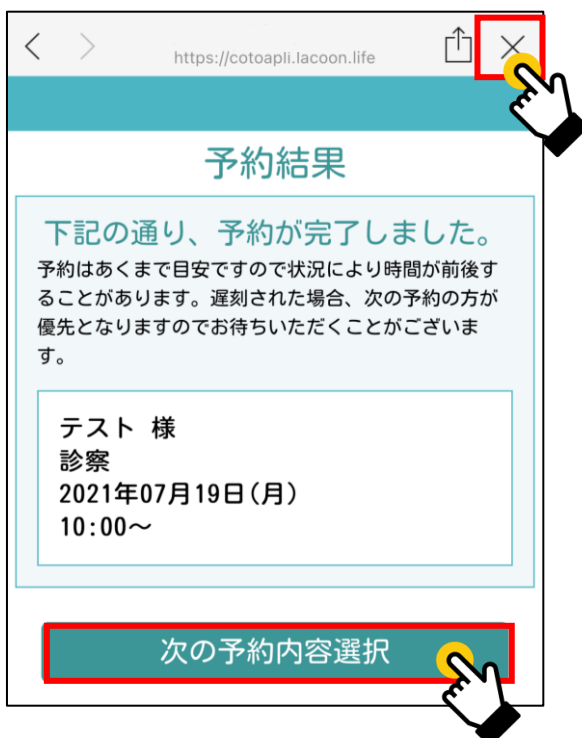 https://cotoapli.lacoon.life
予約結果
下記の通り、予約が完了しました。
予約はあくまで目安ですので状況により時間が前後す
ることがあります。遅刻された場合、次の予約の方が
優先となりますのでお待ちいただくことがございま
す。
テスト 様
診察
2021年07月19日(月)
10:00～
次の予約内容選択